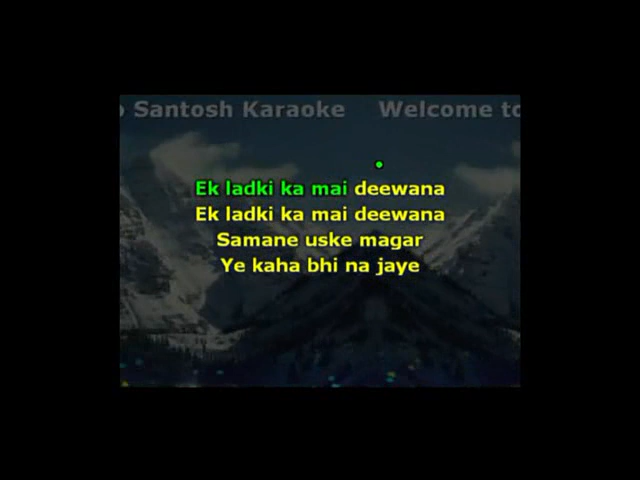 Santosh Karaoke Welcome to
Ek ladki ka mai deewana
Ek ladki ka mai deewana
Samane uske magar
Ye kaha bhi na jaye